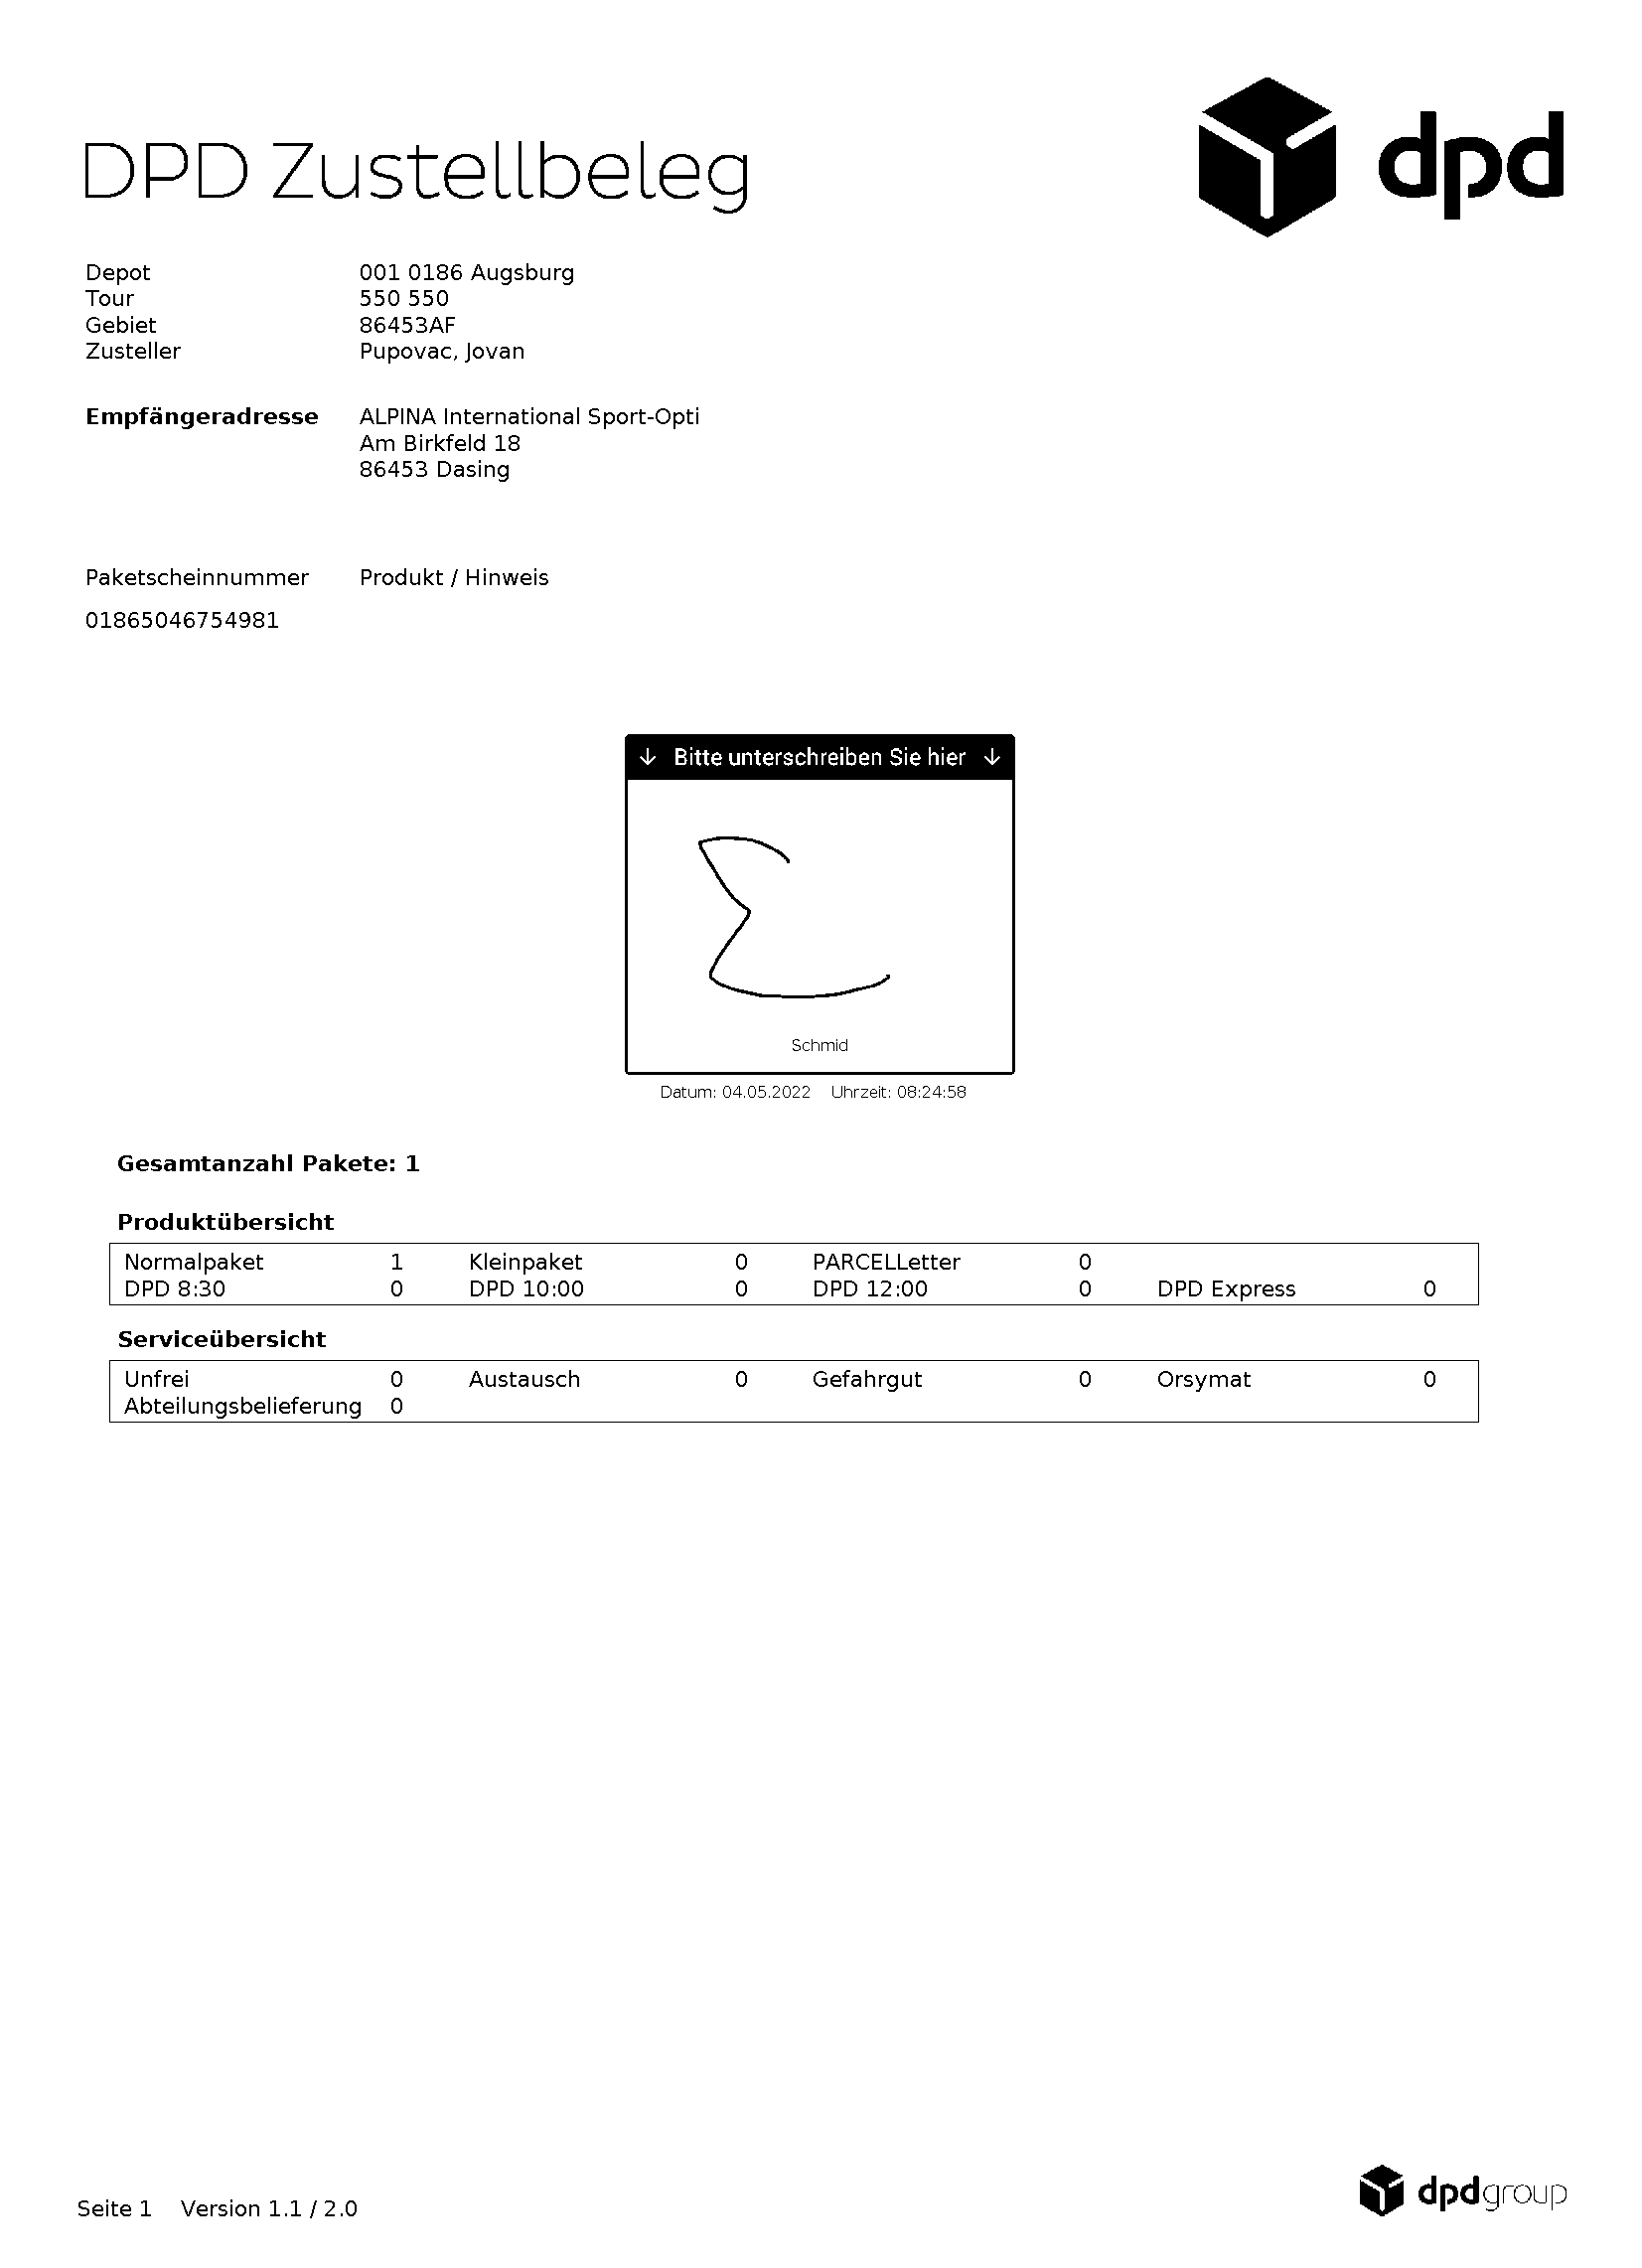 DPD Zustellbeleg
dpd
Depot 001 0186 Augsburg
Tour 550 550
Gebiet 86453AF
Zusteller Pupovac, Jovan
Empfängeradresse ALPINA International Sport-Opti
Am Birkfeld 18
86453 Dasing
Paketscheinnummer Produkt / Hinweis
01865046754981
↓ Bitte unterschreiben Sie hier ↓
Schmid
Datum: 04.05.2022 Uhrzeit: 08:24:58
Gesamtanzahl Pakete: 1
Produktübersicht
Normalpaket 1 Kleinpaket 0 PARCELLetter 0
DPD 8:30 0 DPD 10:00 0 DPD 12:00 0 DPD Express 0
Serviceübersicht
Unfrei 0 Austausch 0 Gefahrgut 0 Orsymat 0
Abteilungsbelieferung 0
Seite 1 Version 1.1 / 2.0
dpdgroup